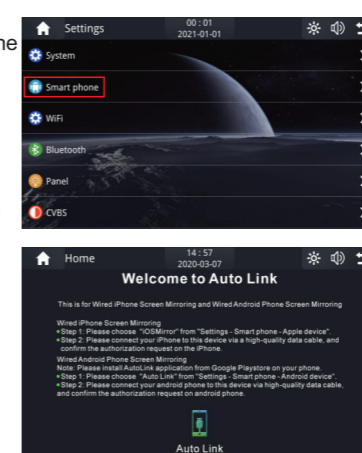 ne
Settings
00 : 01
2021-01-01
System
Smart phone
WiFi
Bluetooth
Panel
CVBS
Home
14 : 57
2020-03-07
Welcome to Auto Link
This is for Wired iPhone Screen Mirroring and Wired Android Phone Screen Mirroring
Wired iPhone Screen Mirroring
Step 1: Please choose "iOSMirror" from "Settings - Smart phone - Apple device".
Step 2: Please connect your iPhone to this device via a high-quality data cable, and
confirm the authorization request on the iPhone.
Wired Android Phone Screen Mirroring
Note: Please install AutoLink application from Google Playstore on your phone.
Step 1: Please choose "Auto Link" from "Settings - Smart phone - Android device".
Step 2: Please connect your android phone to this device via high-quality data cable,
and confirm the authorization request on android phone.
Auto Link